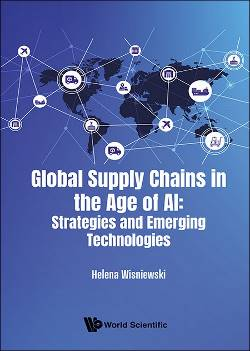 Global Supply Chains in
the Age of AI:
Strategies and Emerging
Technologies
Helena Wisniewski
World Scientific